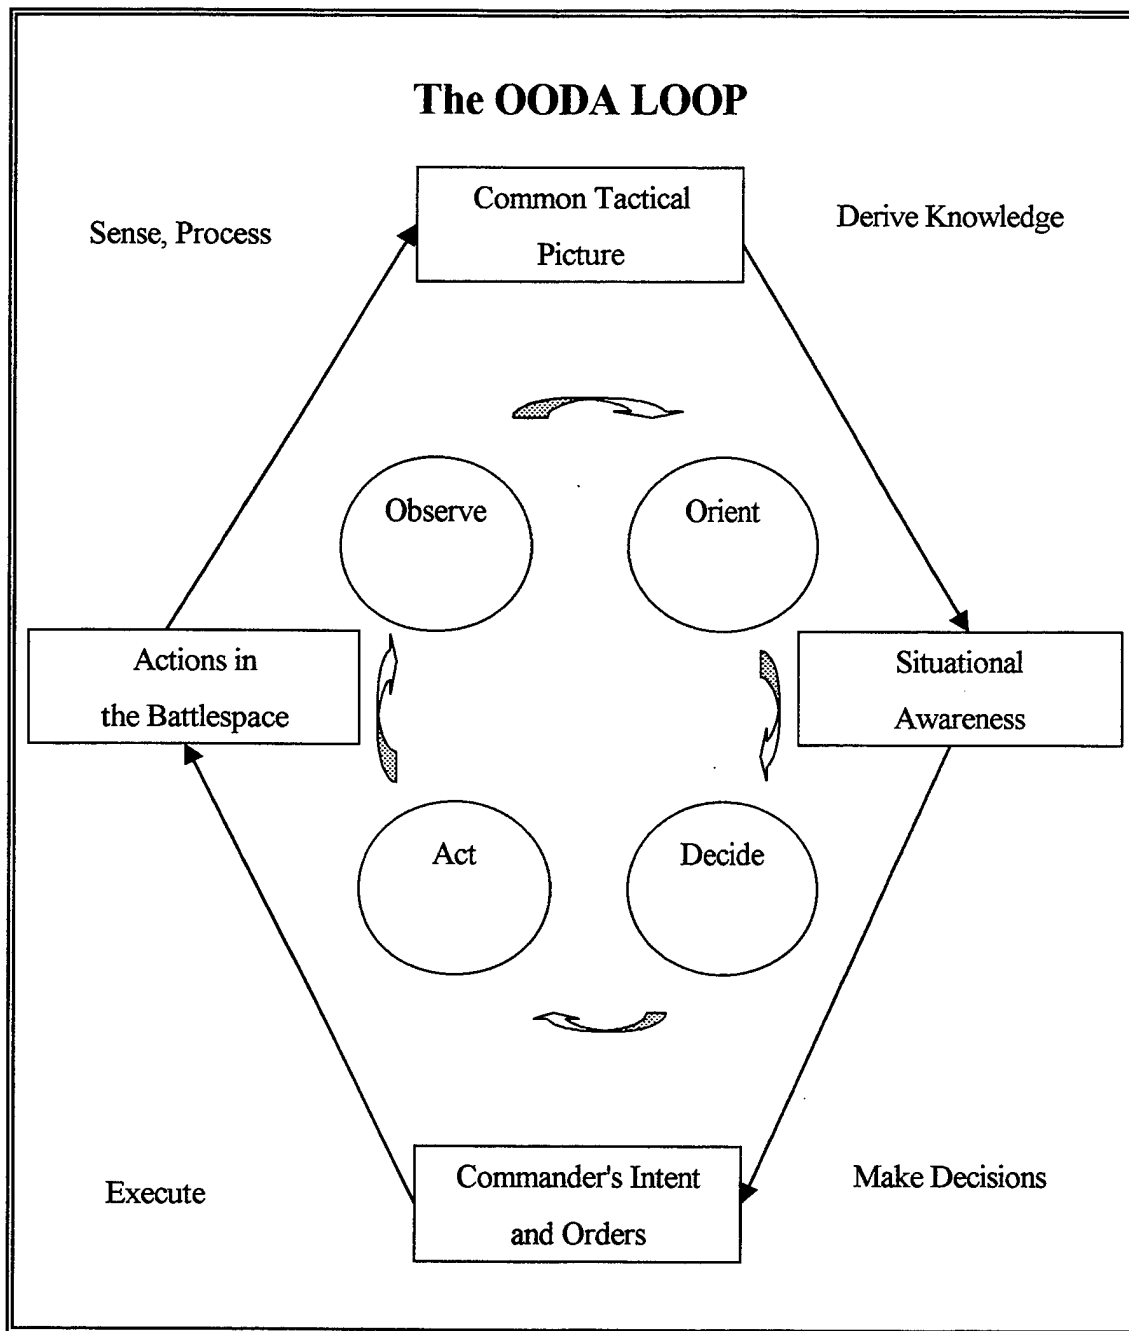 The OODA LOOP
Common Tactical
Picture
Sense, Process
Derive Knowledge
Observe
Orient
Actions in
the Battlespace
Situational
Awareness
Act
Decide
Commander's Intent
and Orders
Execute
Make Decisions